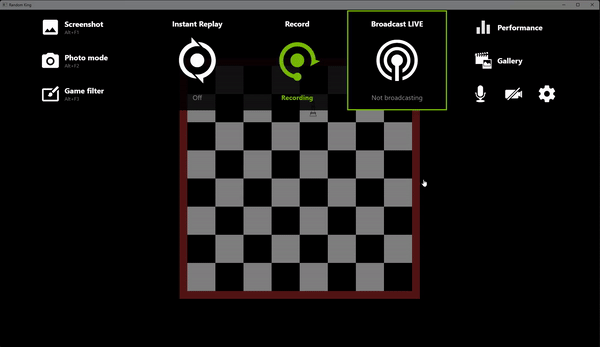 Random King
Screenshot
Alt+F1
Photo mode
Alt+F2
Game filter
Alt+F3
Instant Replay
Off
Record
Recording
Broadcast LIVE
Not broadcasting
Performance
Gallery